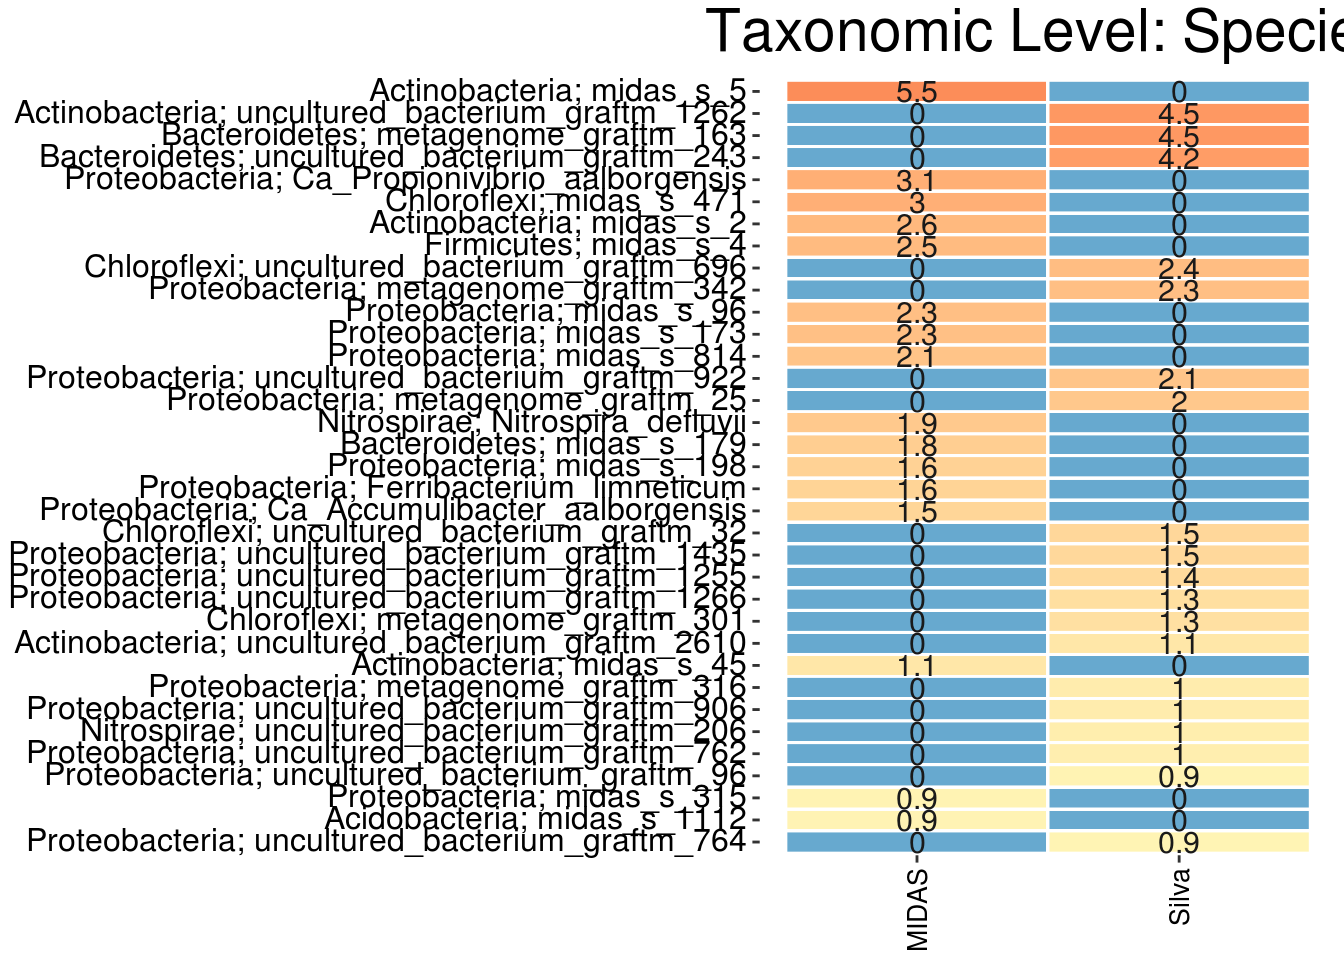 Taxonomic Level: Specie
Actinobacteria; midas_s_5 5.5 0
Actinobacteria; uncultured_bacterium_graftm_1262 0 4.5
Bacteroidetes; metagenome_graftm_163 0 4.5
Bacteroidetes; uncultured_bacterium_graftm_243 0 4.2
Proteobacteria; Ca_Propionivibrio_aalborgensis 3.1 0
Chloroflexi; midas_s_471 3 0
Actinobacteria; midas_s_2 2.6 0
Firmicutes; midas_s_4 2.5 0
Chloroflexi; uncultured_bacterium_graftm_696 0 2.4
Proteobacteria; metagenome_graftm_342 0 2.3
Proteobacteria; midas_s_96 2.3 0
Proteobacteria; midas_s_173 2.3 0
Proteobacteria; midas_s_814 2.1 0
Proteobacteria; uncultured_bacterium_graftm_922 0 2.1
Proteobacteria; metagenome_graftm_25 0 2
Nitrospirae; Nitrospira_defluvii 1.9 0
Bacteroidetes; midas_s_179 1.8 0
Proteobacteria; midas_s_198 1.6 0
Proteobacteria; Ferribacterium_limneticum 1.6 0
Proteobacteria; Ca_Accumulibacter_aalborgensis 1.5 0
Chloroflexi; uncultured_bacterium_graftm_32 0 1.5
Proteobacteria; uncultured_bacterium_graftm_1435 0 1.5
Proteobacteria; uncultured_bacterium_graftm_1255 0 1.4
Proteobacteria; uncultured_bacterium_graftm_1266 0 1.3
Chloroflexi; metagenome_graftm_301 0 1.3
Actinobacteria; uncultured_bacterium_graftm_2610 0 1.1
Actinobacteria; midas_s_45 1.1 0
Proteobacteria; metagenome_graftm_316 0 1
Proteobacteria; uncultured_bacterium_graftm_906 0 1
Nitrospirae; uncultured_bacterium_graftm_206 0 1
Proteobacteria; uncultured_bacterium_graftm_762 0 1
Proteobacteria; uncultured_bacterium_graftm_96 0 0.9
Proteobacteria; midas_s_315 0.9 0
Acidobacteria; midas_s_1112 0.9 0
Proteobacteria; uncultured_bacterium_graftm_764 0 0.9
MIDAS Silva